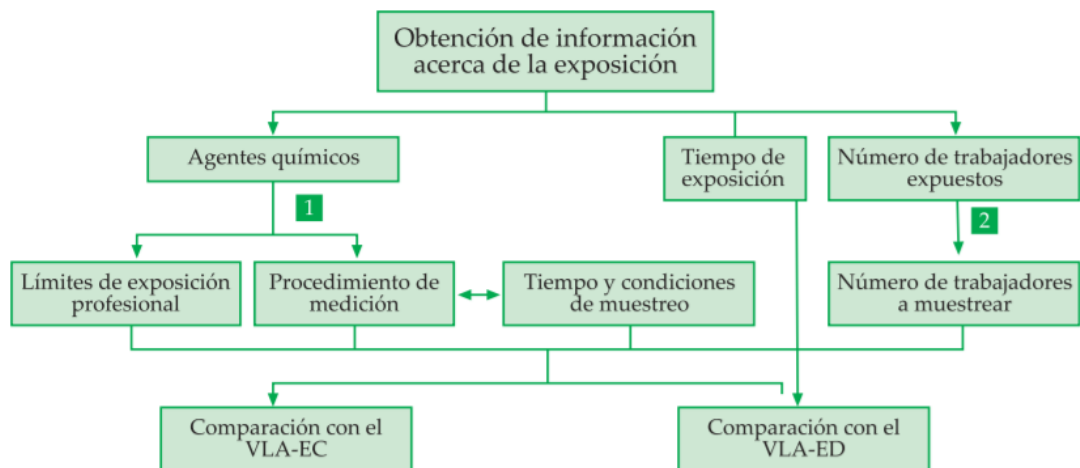 Obtención de información
acerca de la exposición
Agentes químicos
Tiempo de
exposición
Número de trabajadores
expuestos
1
2
Límites de exposición
profesional
Procedimiento de
medición
Tiempo y condiciones
de muestreo
Número de trabajadores
a muestrear
Comparación con el
VLA-EC
Comparación con el
VLA-ED